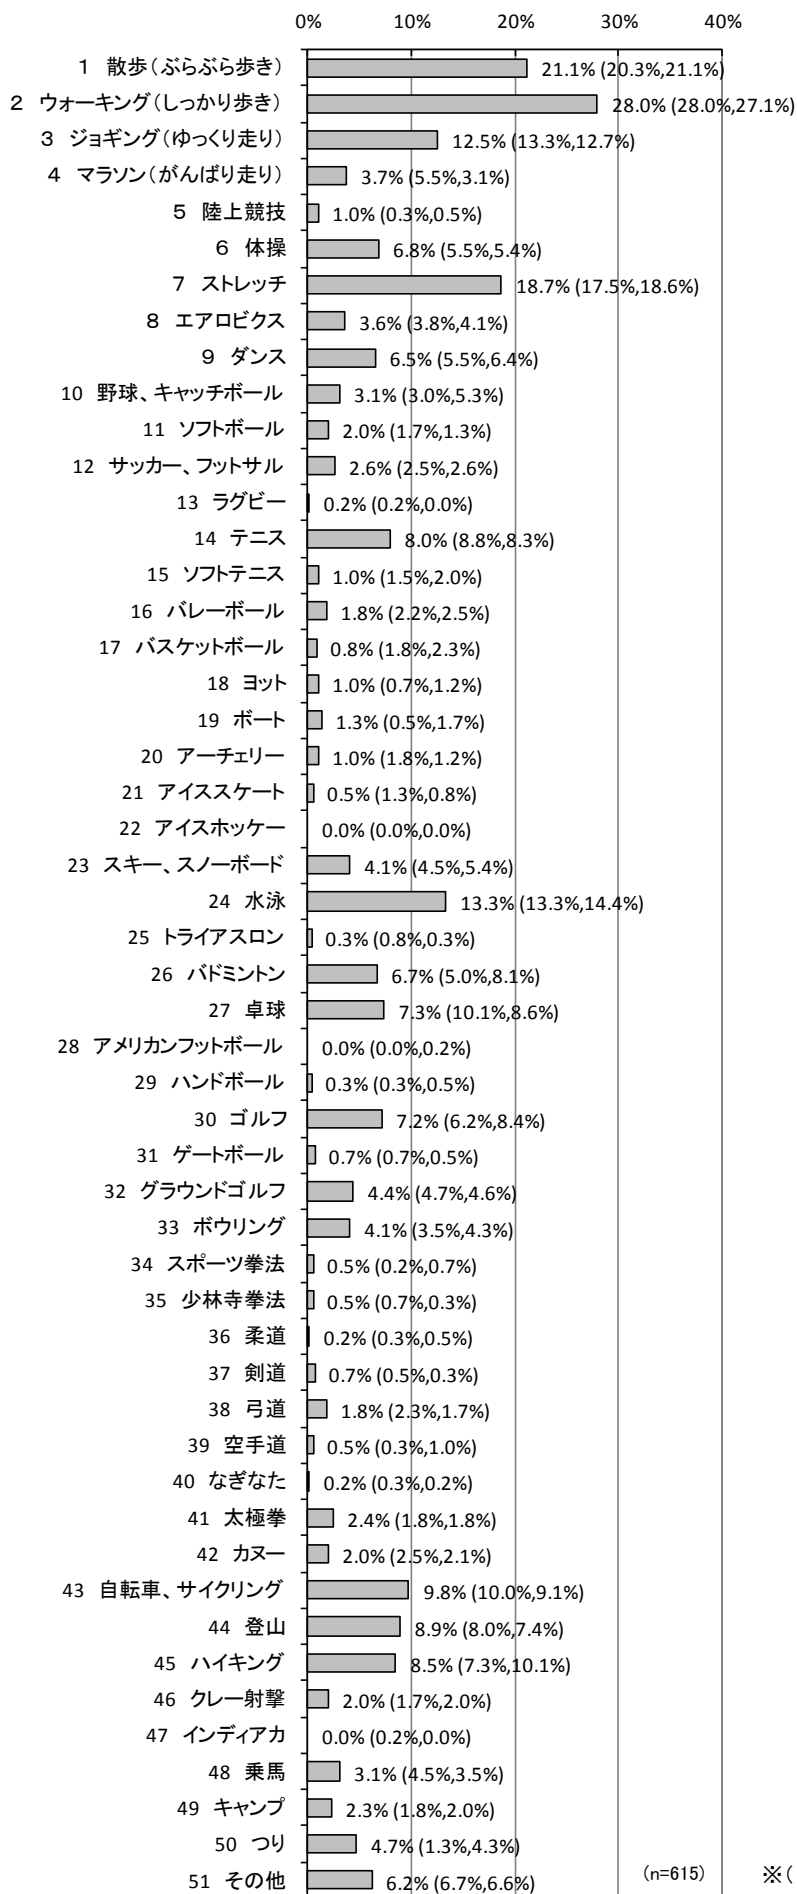 0% 10% 20% 30% 40%
1 散歩(ぶらぶら歩き) 21.1% (20.3%,21.1%)
2 ウォーキング(しっかり歩き) 28.0% (28.0%,27.1%)
3 ジョギング(ゆっくり走り) 12.5% (13.3%,12.7%)
4 マラソン(がんばり走り) 3.7% (5.5%,3.1%)
5 陸上競技 1.0% (0.3%,0.5%)
6 体操 6.8% (5.5%,5.4%)
7 ストレッチ 18.7% (17.5%,18.6%)
8 エアロビクス 3.6% (3.8%,4.1%)
9 ダンス 6.5% (5.5%,6.4%)
10 野球、キャッチボール 3.1% (3.0%,5.3%)
11 ソフトボール 2.0% (1.7%,1.3%)
12 サッカー、フットサル 2.6% (2.5%,2.6%)
13 ラグビー 0.2% (0.2%,0.0%)
14 テニス 8.0% (8.8%,8.3%)
15 ソフトテニス 1.0% (1.5%,2.0%)
16 バレーボール 1.8% (2.2%,2.5%)
17 バスケットボール 0.8% (1.8%,2.3%)
18 ヨット 1.0% (0.7%,1.2%)
19 ボート 1.3% (0.5%,1.7%)
20 アーチェリー 1.0% (1.8%,1.2%)
21 アイススケート 0.5% (1.3%,0.8%)
22 アイスホッケー 0.0% (0.0%,0.0%)
23 スキー、スノーボード 4.1% (4.5%,5.4%)
24 水泳 13.3% (13.3%,14.4%)
25 トライアスロン 0.3% (0.8%,0.3%)
26 バドミントン 6.7% (5.0%,8.1%)
27 卓球 7.3% (10.1%,8.6%)
28 アメリカンフットボール 0.0% (0.0%,0.2%)
29 ハンドボール 0.3% (0.3%,0.5%)
30 ゴルフ 7.2% (6.2%,8.4%)
31 ゲートボール 0.7% (0.7%,0.5%)
32 グラウンドゴルフ 4.4% (4.7%,4.6%)
33 ボウリング 4.1% (3.5%,4.3%)
34 スポーツ拳法 0.5% (0.2%,0.7%)
35 少林寺拳法 0.5% (0.7%,0.3%)
36 柔道 0.2% (0.3%,0.5%)
37 剣道 0.7% (0.5%,0.3%)
38 弓道 1.8% (2.3%,1.7%)
39 空手道 0.5% (0.3%,1.0%)
40 なぎなた 0.2% (0.3%,0.2%)
41 太極拳 2.4% (1.8%,1.8%)
42 カヌー 2.0% (2.5%,2.1%)
43 自転車、サイクリング 9.8% (10.0%,9.1%)
44 登山 8.9% (8.0%,7.4%)
45 ハイキング 8.5% (7.3%,10.1%)
46 クレー射撃 2.0% (1.7%,2.0%)
47 インディアカ 0.0% (0.2%,0.0%)
48 乗馬 3.1% (4.5%,3.5%)
49 キャンプ 2.3% (1.8%,2.0%)
50 つり 4.7% (1.3%,4.3%)
51 その他 6.2% (6.7%,6.6%) (n=615) ※(